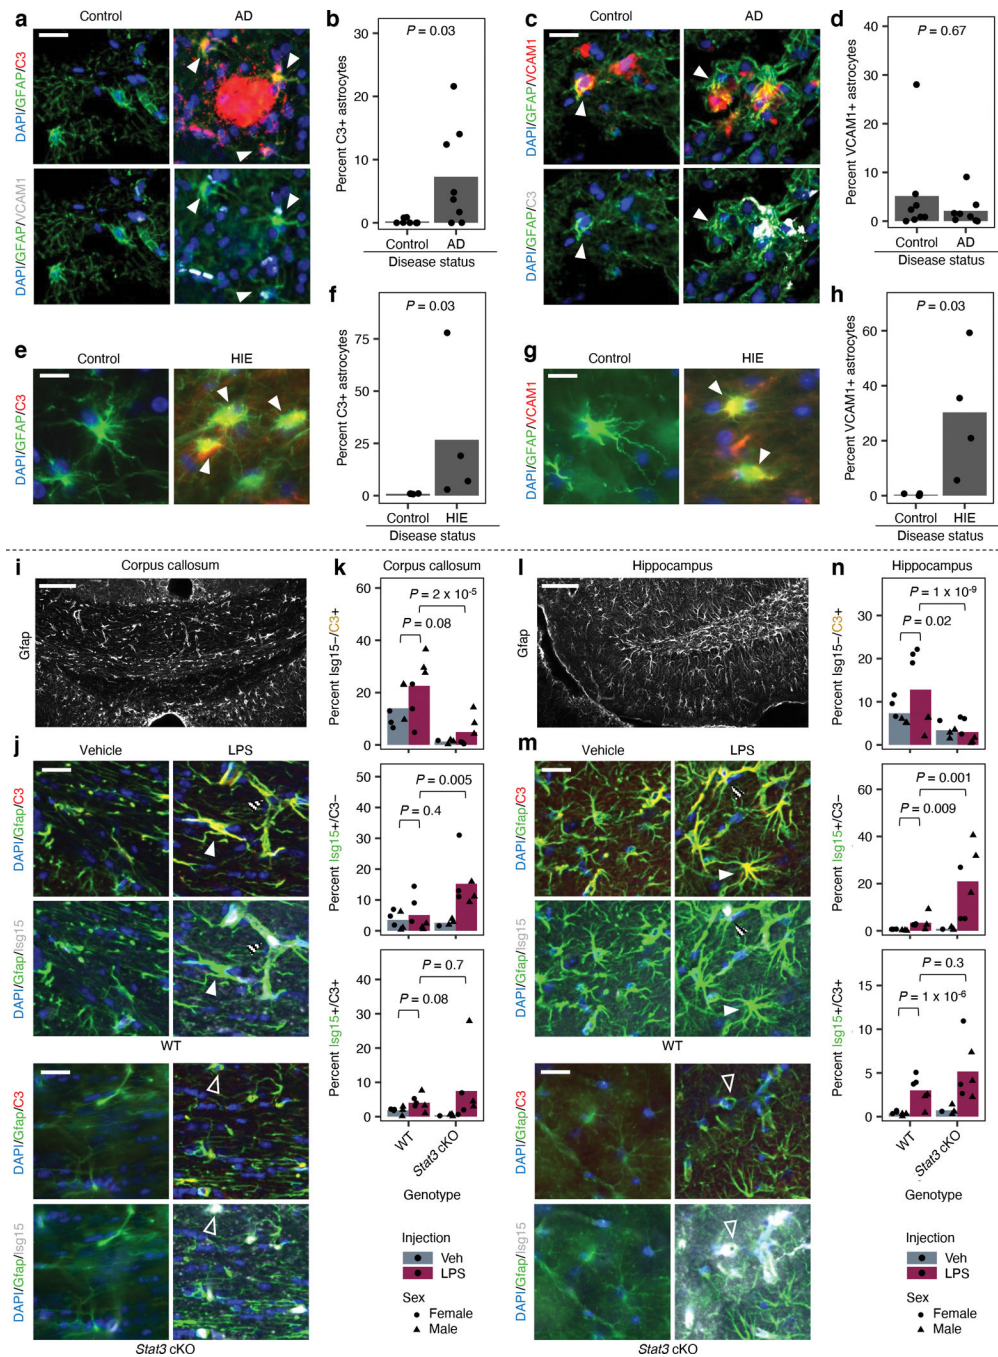 a
Control
AD
DAPI/GFAP/C3
DAPI/GFAP/VCAM1
b
P = 0.03
Percent C3+ astrocytes
30
20
10
0
Control
AD
Disease status
c
Control
AD
DAPI/GFAP/VCAM1
DAPI/GFAP/C3
d
P = 0.67
Percent VCAM1+ astrocytes
40
30
20
10
0
Control
AD
Disease status
e
Control
HIE
DAPI/GFAP/C3
f
P = 0.03
Percent C3+ astrocytes
75
50
25
0
Control
HIE
Disease status
g
Control
HIE
DAPI/GFAP/VCAM1
h
P = 0.03
Percent VCAM1+ astrocytes
60
40
20
0
Control
HIE
Disease status
i
Corpus callosum
Gfap
j
Vehicle
LPS
DAPI/Gfap/C3
DAPI/Gfap/Isg15
WT
DAPI/Gfap/C3
DAPI/Gfap/Isg15
Stat3 cKO
k
Corpus callosum
Percent Isg15−/C3+
60
40
20
0
P = 2 x 10-5
P = 0.08
Percent Isg15+/C3−
50
40
30
20
10
0
P = 0.005
P = 0.4
Percent Isg15+/C3+
40
30
20
10
0
P = 0.7
P = 0.08
WT
Stat3 cKO
Genotype
Injection
Veh
LPS
Sex
Female
Male
l
Hippocampus
Gfap
m
Vehicle
LPS
DAPI/Gfap/C3
DAPI/Gfap/Isg15
WT
DAPI/Gfap/C3
DAPI/Gfap/Isg15
Stat3 cKO
n
Hippocampus
Percent Isg15−/C3+
30
20
10
0
P = 1 x 10-9
P = 0.02
Percent Isg15+/C3−
60
40
20
0
P = 0.001
P = 0.009
Percent Isg15+/C3+
15
10
5
0
P = 0.3
P = 1 x 10-6
WT
Stat3 cKO
Genotype
Injection
Veh
LPS
Sex
Female
Male